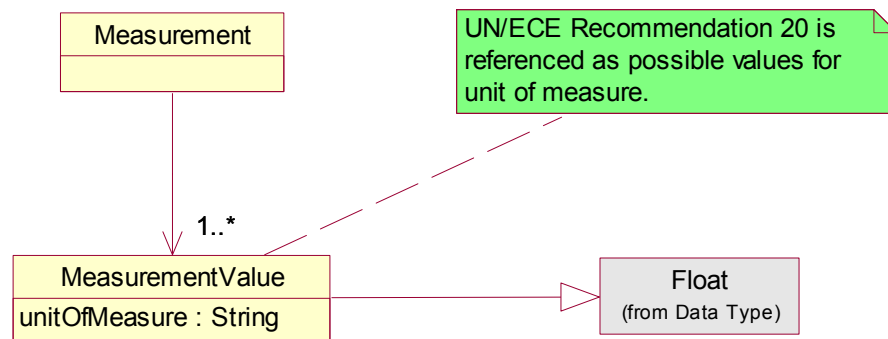 Measurement
UN/ECE Recommendation 20 is
referenced as possible values for
unit of measure.
1..*
MeasurementValue
unitOfMeasure : String
Float
(from Data Type)